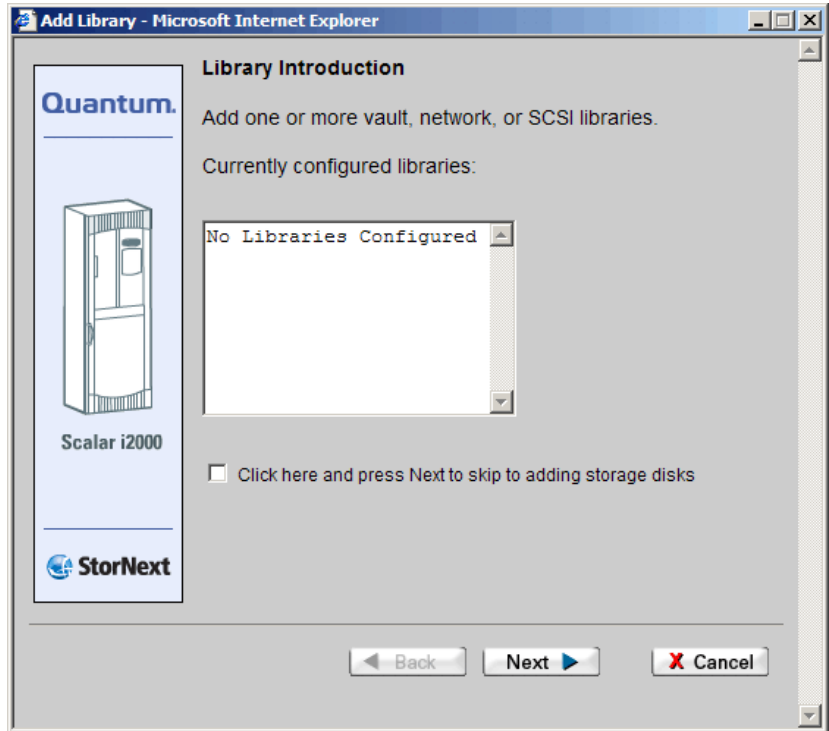 Add Library - Microsoft Internet Explorer
Library Introduction
Quantum.
Add one or more vault, network, or SCSI libraries.
Currently configured libraries:
No Libraries Configured
Scalar i2000
Click here and press Next to skip to adding storage disks
StorNext
Back
Next
X Cancel